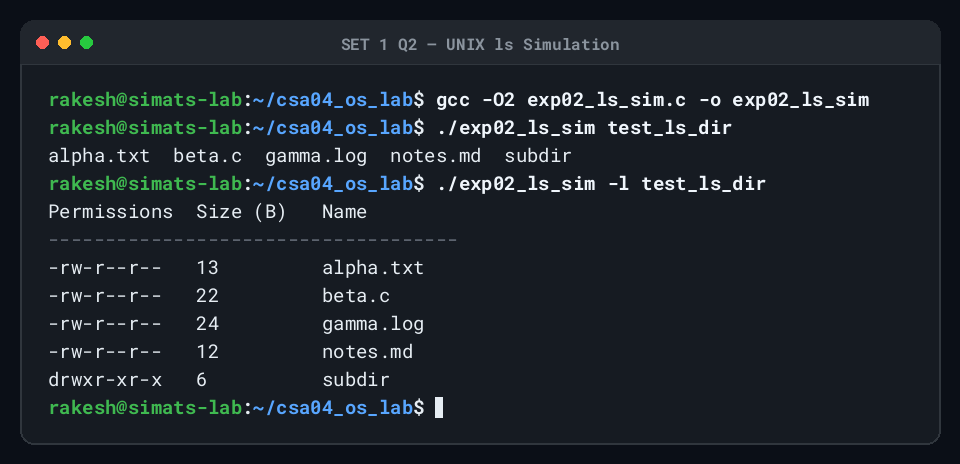 SET 1 Q2 — UNIX ls Simulation
rakesh@simats-lab:~/csa04_os_lab$ gcc -O2 exp02_ls_sim.c -o exp02_ls_sim
rakesh@simats-lab:~/csa04_os_lab$ ./exp02_ls_sim test_ls_dir
alpha.txt  beta.c  gamma.log  notes.md  subdir
rakesh@simats-lab:~/csa04_os_lab$ ./exp02_ls_sim -l test_ls_dir
Permissions  Size (B)   Name
------------------------------------
-rw-r--r--   13         alpha.txt
-rw-r--r--   22         beta.c
-rw-r--r--   24         gamma.log
-rw-r--r--   12         notes.md
drwxr-xr-x   6          subdir
rakesh@simats-lab:~/csa04_os_lab$